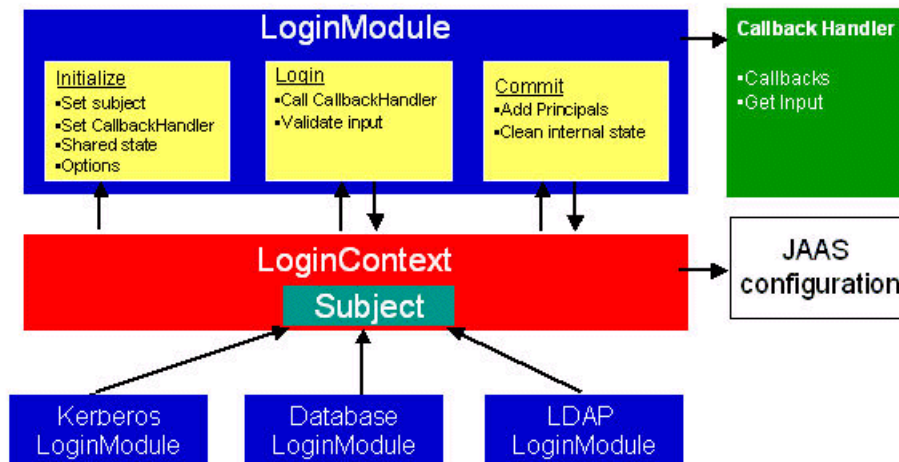 LoginModule
Initialize
▪Set subject
▪Set CallbackHandler
▪Shared state
▪Options
Login
▪Call CallbackHandler
▪Validate input
Commit
▪Add Principals
▪Clean internal state
Callback Handler
▪Callbacks
▪Get Input
LoginContext
Subject
JAAS
configuration
Kerberos
LoginModule
Database
LoginModule
LDAP
LoginModule